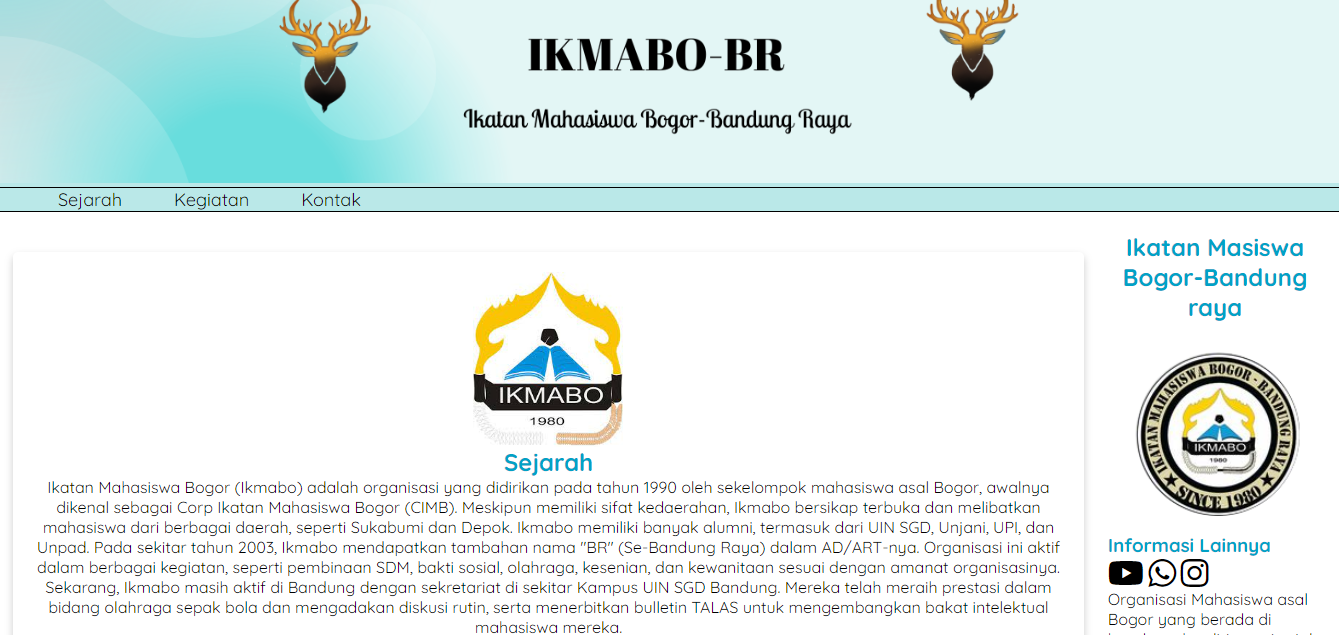 IKMABO-BR
Ikatan Mahasiswa Bogor-Bandung Raya
Sejarah
Kegiatan
Kontak
IKMABO
1980
Sejarah
Ikatan Mahasiswa Bogor (Ikmabo) adalah organisasi yang didirikan pada tahun 1990 oleh sekelompok mahasiswa asal Bogor, awalnya
dikenal sebagai Corp Ikatan Mahasiswa Bogor (CIMB). Meskipun memiliki sifat kedaerahan, Ikmabo bersikap terbuka dan melibatkan
mahasiswa dari berbagai daerah, seperti Sukabumi dan Depok. Ikmabo memiliki banyak alumni, termasuk dari UIN SGD, Unjani, UPI, dan
Unpad. Pada sekitar tahun 2003, Ikmabo mendapatkan tambahan nama "BR" (Se-Bandung Raya) dalam AD/ART-nya. Organisasi ini aktif
dalam berbagai kegiatan, seperti pembinaan SDM, bakti sosial, olahraga, kesenian, dan kewanitaan sesuai dengan amanat organisasinya.
Sekarang, Ikmabo masih aktif di Bandung dengan sekretariat di sekitar Kampus UIN SGD Bandung. Mereka telah meraih prestasi dalam
bidang olahraga sepak bola dan mengadakan diskusi rutin, serta menerbitkan bulletin TALAS untuk mengembangkan bakat intelektual
mahasiswa mereka.
Ikatan Masiswa
Bogor-Bandung
raya
IKATAN MAHASISWA BOGOR - BANDUNG RAYA
IKMABO
1980
SINCE 1980
Informasi Lainnya
Organisasi Mahasiswa asal
Bogor yang berada di